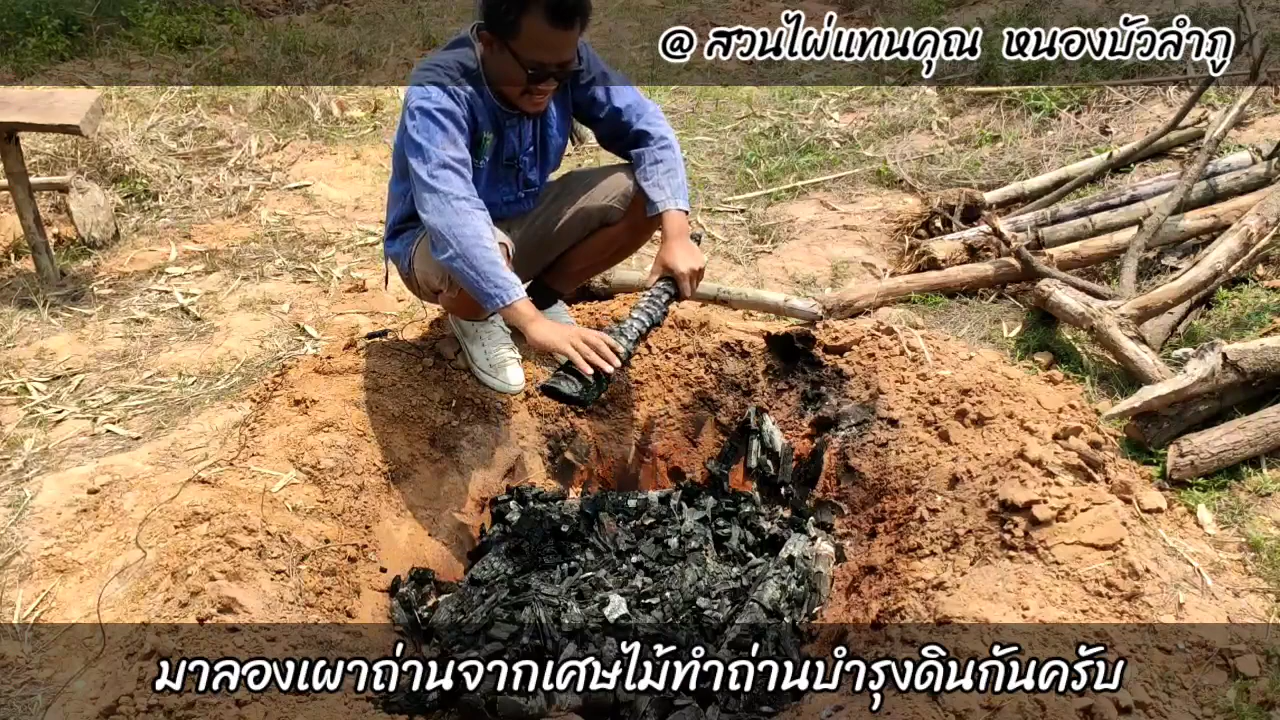 @ สวนไผ่แทนคุณ หนองบัวลำภู
มาลองเผาถ่านจากเศษไม้ทำถ่านบำรุงดินกันครับ